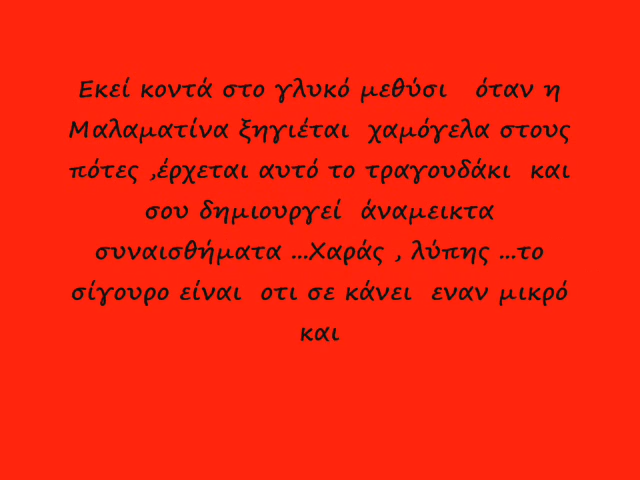 Εκεί κοντά στο γλυκό μεθύσι   όταν η
Μαλαματίνα ξηγιέται  χαμόγελα στους
πότες ,έρχεται αυτό το τραγουδάκι  και
σου δημιουργεί  άναμεικτα
συναισθήματα ...Χαράς , λύπης ...το
σίγουρο είναι  οτι σε κάνει  εναν μικρό
και